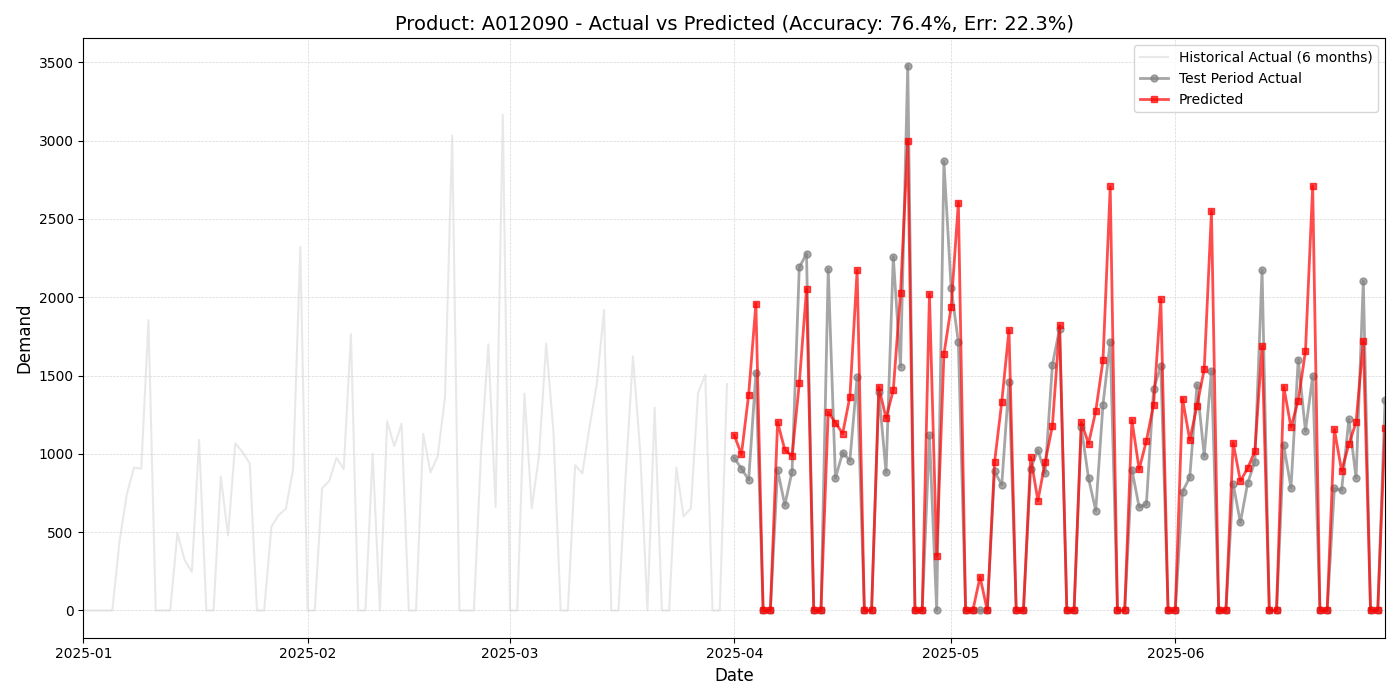 Product: A012090 - Actual vs Predicted (Accuracy: 76.4%, Err: 22.3%)
Historical Actual (6 months)
Test Period Actual
Predicted
Demand
3500
3000
2500
2000
1500
1000
500
0
2025-01
2025-02
2025-03
2025-04
2025-05
2025-06
Date